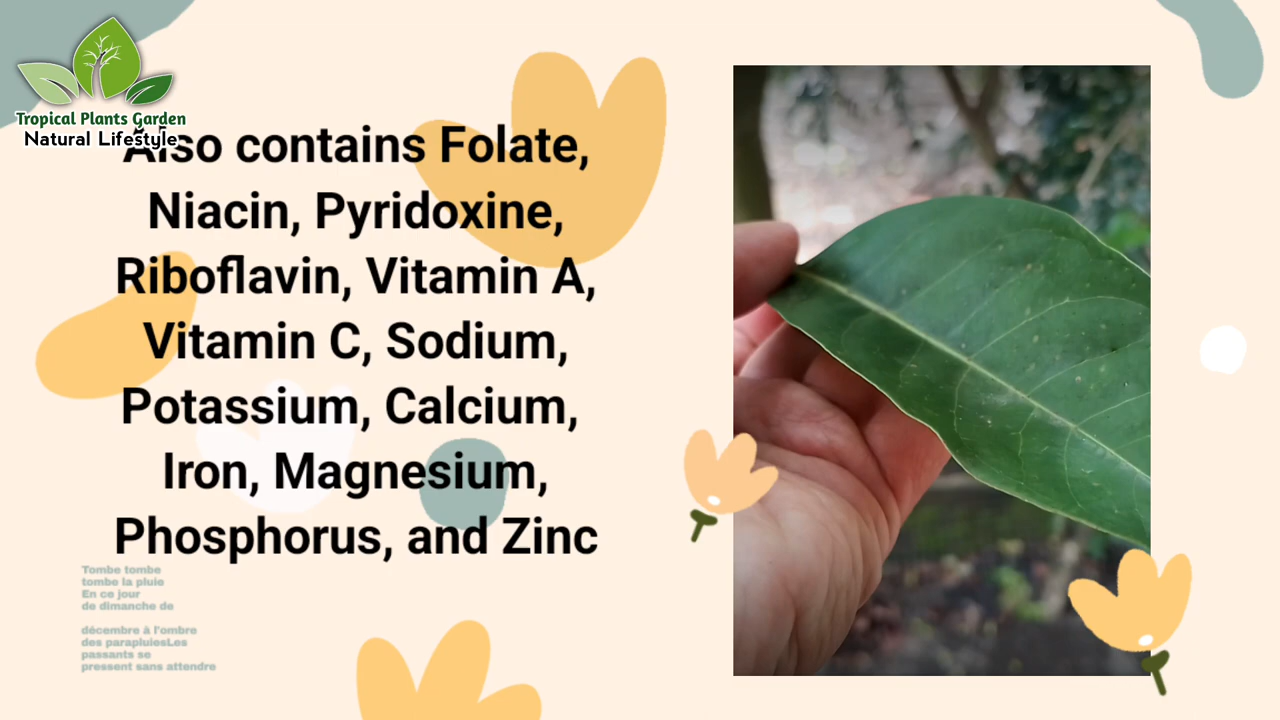 Tropical Plants Garden
Natural Lifestyle
Also contains Folate,
Niacin, Pyridoxine,
Riboflavin, Vitamin A,
Vitamin C, Sodium,
Potassium, Calcium,
Iron, Magnesium,
Phosphorus, and Zinc
Tombe tombe
tombe la pluie
En ce jour
de dimanche de
décembre à l'ombre
des parapluiesLes
passants se
pressent sans attendre